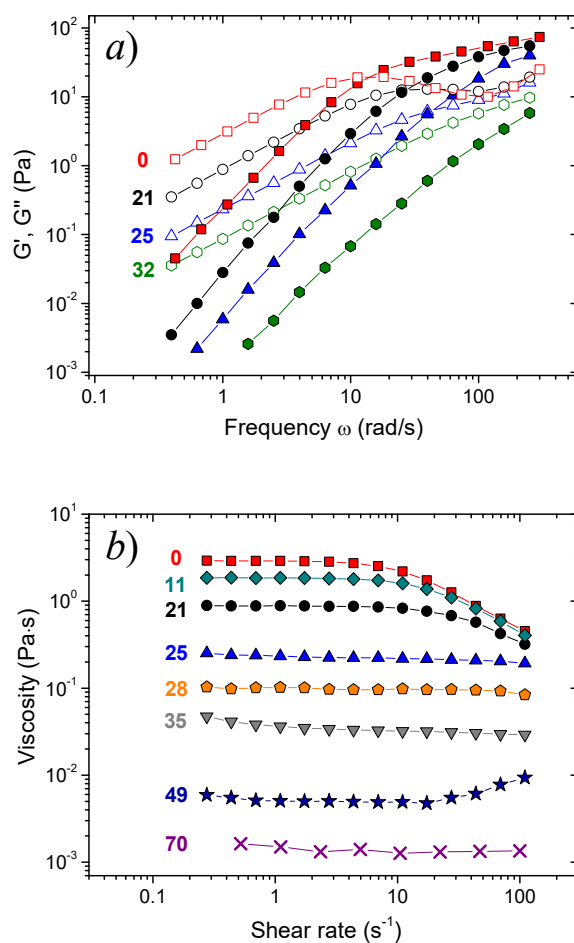 a)
10²
10¹
10⁰
10⁻¹
10⁻²
10⁻³
G', G" (Pa)
0
21
25
32
0.1 1 10 100
Frequency ω (rad/s)
b)
10¹
10⁰
10⁻¹
10⁻²
10⁻³
Viscosity (Pa·s)
0
11
21
25
28
35
49
70
0.1 1 10 100
Shear rate (s⁻¹)